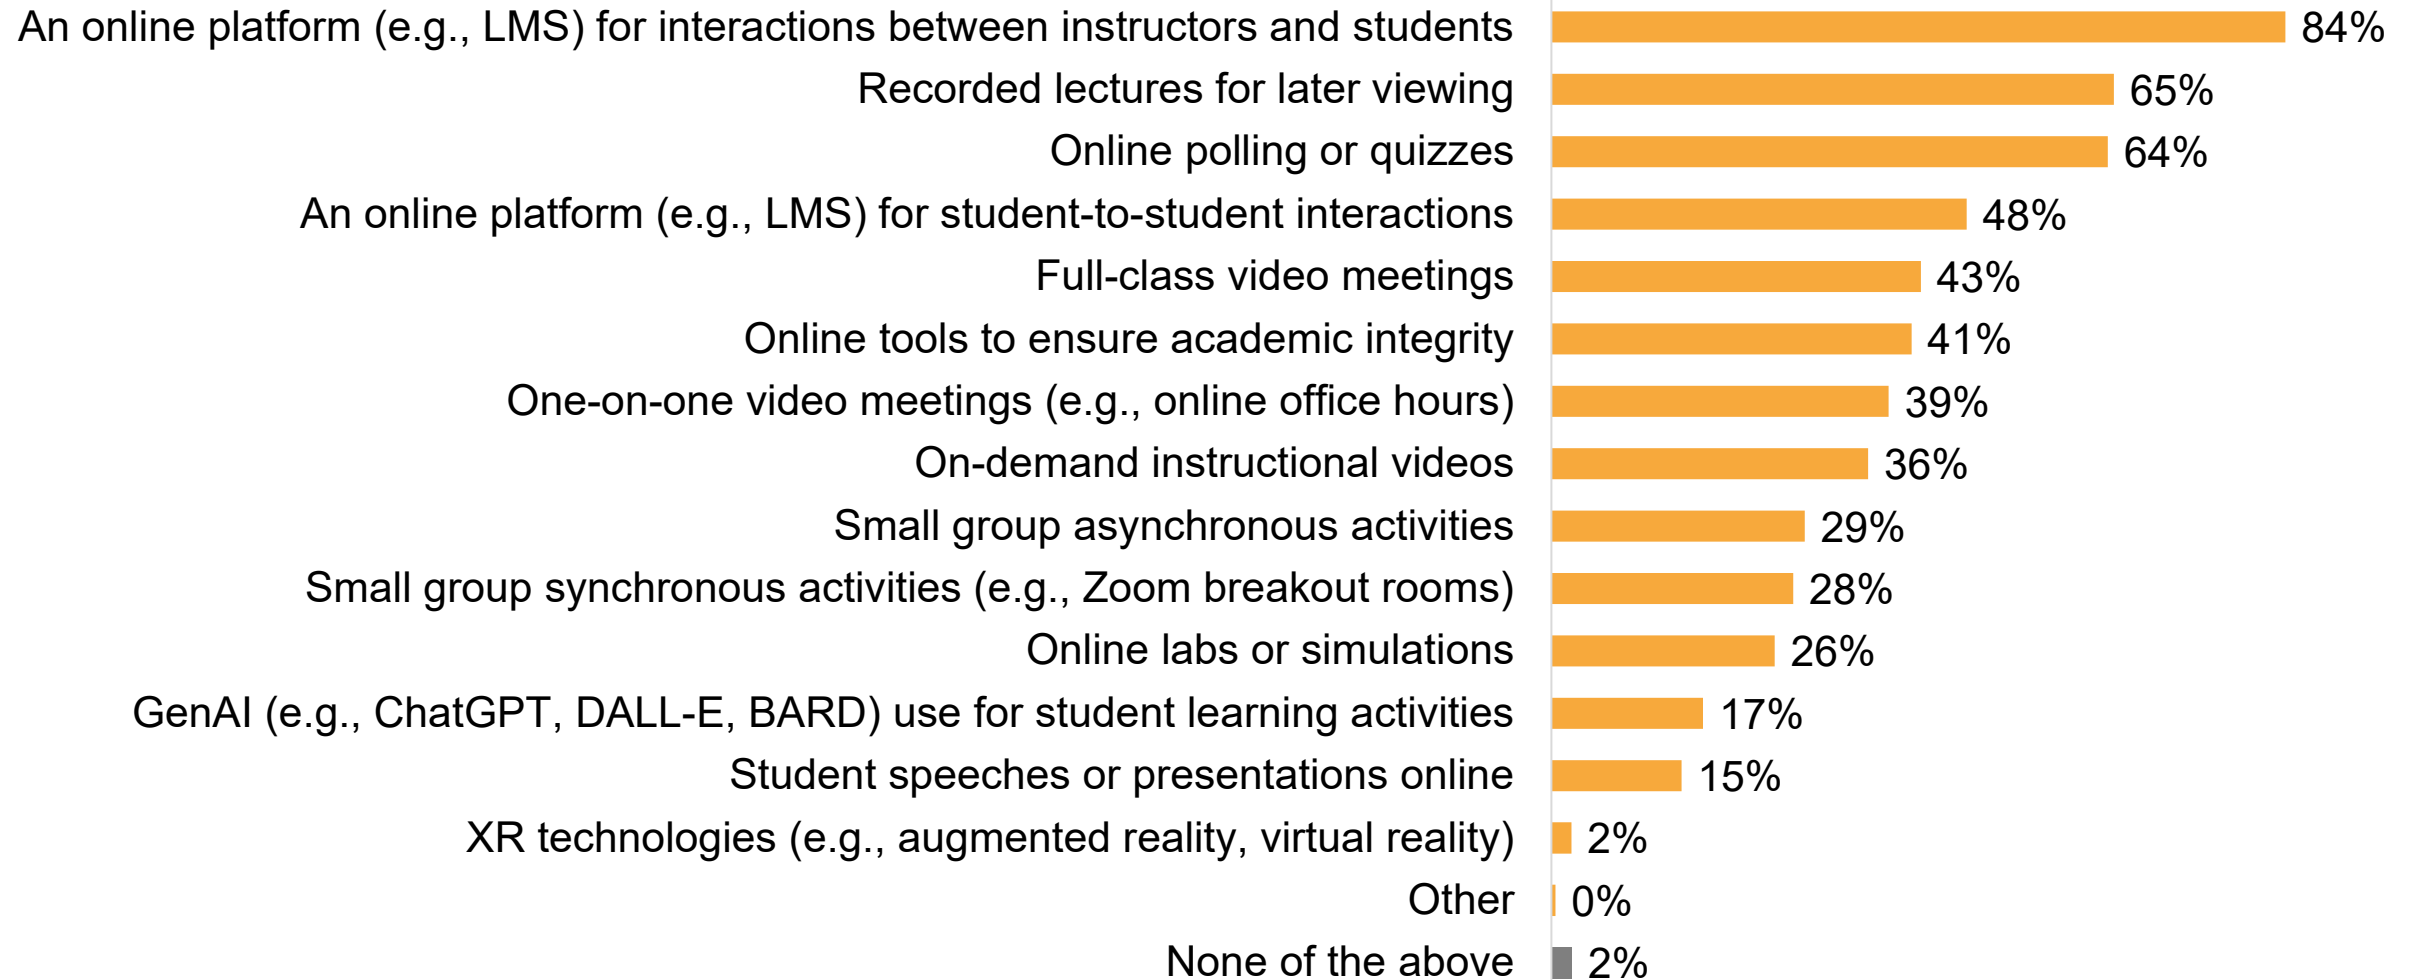 An online platform (e.g., LMS) for interactions between instructors and students 84%
Recorded lectures for later viewing 65%
Online polling or quizzes 64%
An online platform (e.g., LMS) for student-to-student interactions 48%
Full-class video meetings 43%
Online tools to ensure academic integrity 41%
One-on-one video meetings (e.g., online office hours) 39%
On-demand instructional videos 36%
Small group asynchronous activities 29%
Small group synchronous activities (e.g., Zoom breakout rooms) 28%
Online labs or simulations 26%
GenAI (e.g., ChatGPT, DALL-E, BARD) use for student learning activities 17%
Student speeches or presentations online 15%
XR technologies (e.g., augmented reality, virtual reality) 2%
Other 0%
None of the above 2%